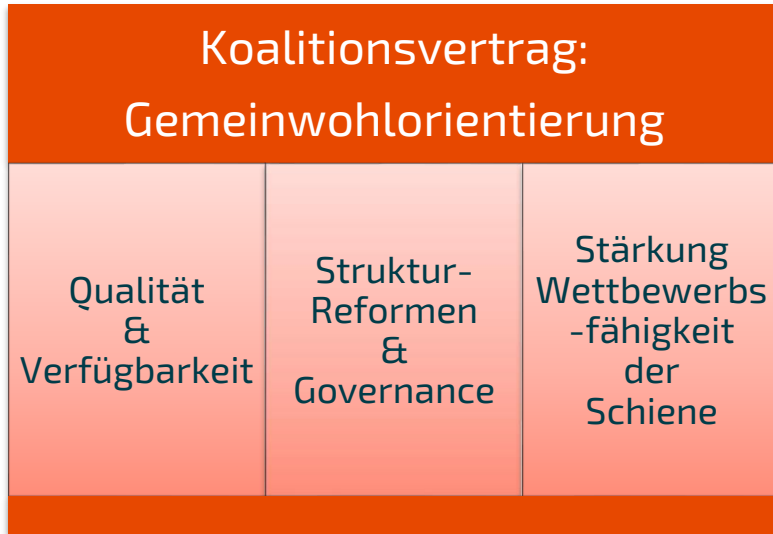 Koalitionsvertrag:
Gemeinwohlorientierung
Qualität
&
Verfügbarkeit
Struktur-
Reformen
&
Governance
Stärkung
Wettbewerbs
-fähigkeit
der
Schiene